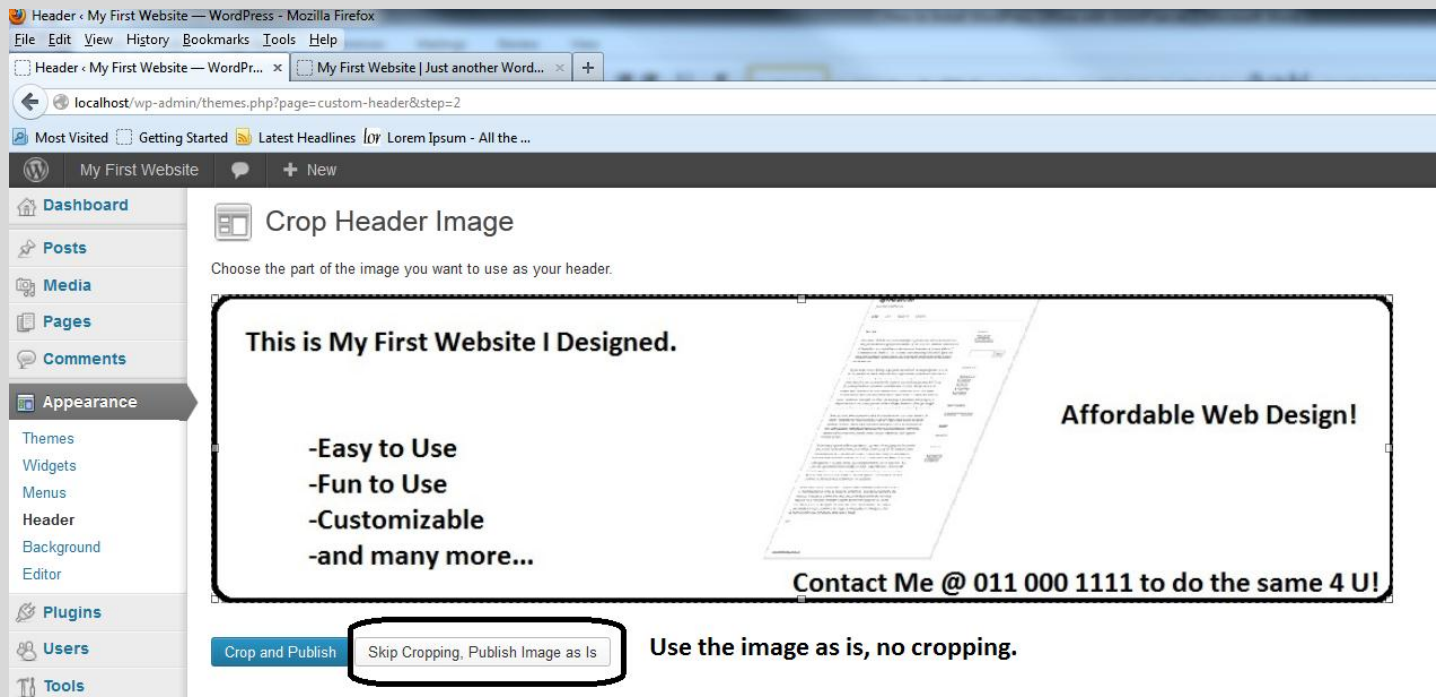 Header ‹ My First Website — WordPress - Mozilla Firefox
File Edit View History Bookmarks Tools Help
Header ‹ My First Website — WordPr... × My First Website | Just another Word... × +
localhost/wp-admin/themes.php?page=custom-header&step=2
Most Visited Getting Started Latest Headlines lor Lorem Ipsum - All the ...
My First Website + New
Dashboard
Crop Header Image
Posts
Choose the part of the image you want to use as your header.
Media
Pages
Comments
Appearance
Themes
Widgets
Menus
Header
Background
Editor
Plugins
Users
Tools
This is My First Website I Designed.
-Easy to Use
-Fun to Use
-Customizable
-and many more...
Affordable Web Design!
Contact Me @ 011 000 1111 to do the same 4 U!
Crop and Publish Skip Cropping, Publish Image as Is Use the image as is, no cropping.